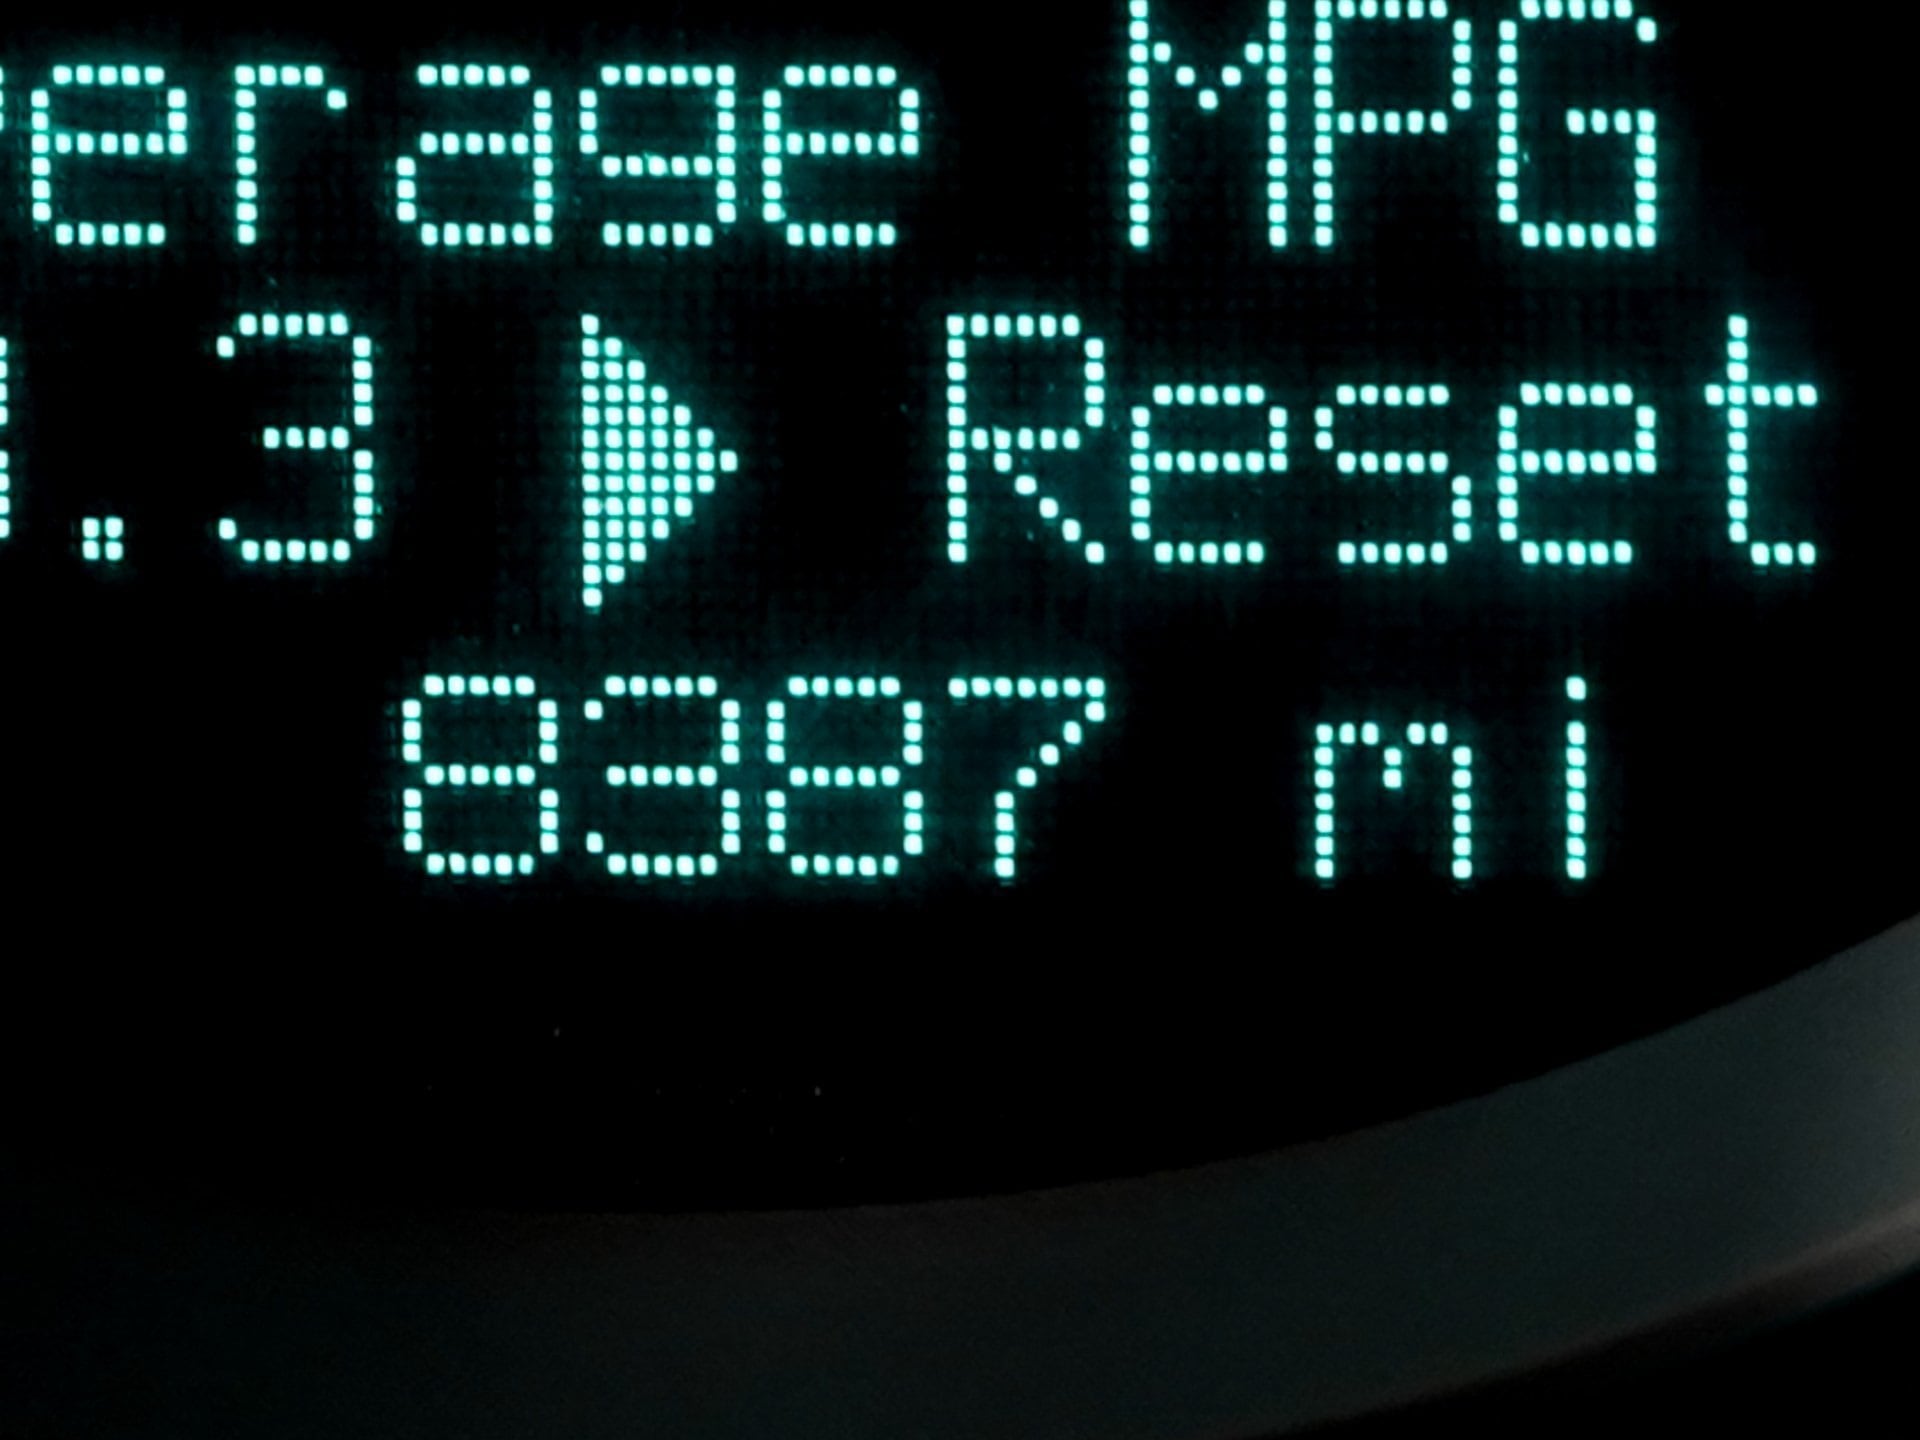 erage MPG
.3 ▶ Reset
8387 mi